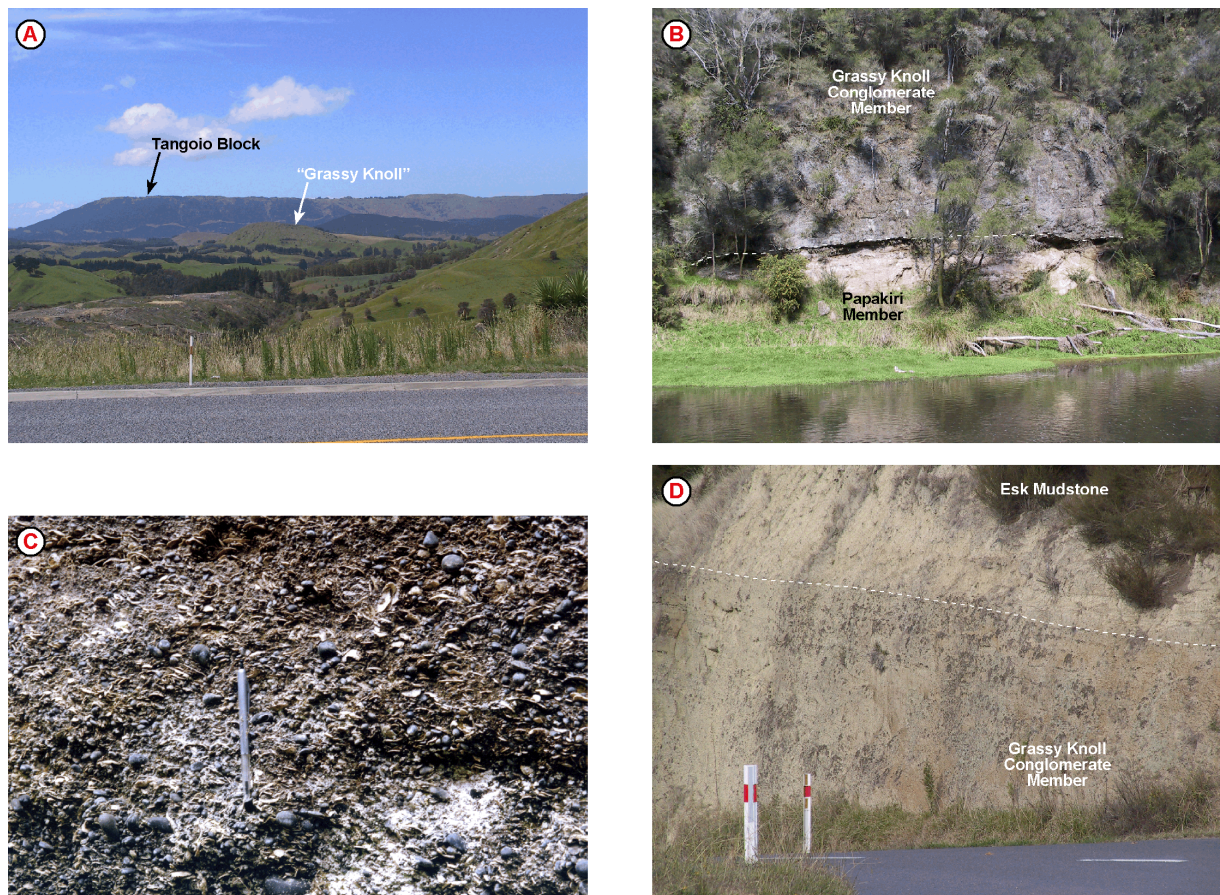 A
Tangoio Block
“Grassy Knoll”
B
Grassy Knoll
Conglomerate
Member
Papakiri
Member
C
D
Esk Mudstone
Grassy Knoll
Conglomerate
Member